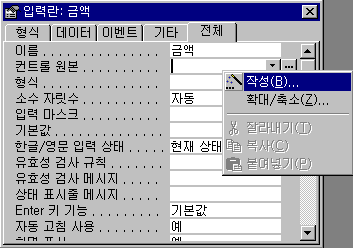 입력란: 금액
형식 데이터 이벤트 기타 전체
이름 금액
컨트롤 원본
형식
소수 자릿수 자동
입력 마스크
기본값
한글/영문 입력 상태 현재 상태
유효성 검사 규칙
유효성 검사 메시지
상태 표시줄 메시지
Enter 키 기능 기본값
자동 고침 사용 예
작성(B)...
확대/축소(Z)...
잘라내기(T)
복사(C)
붙여넣기(P)